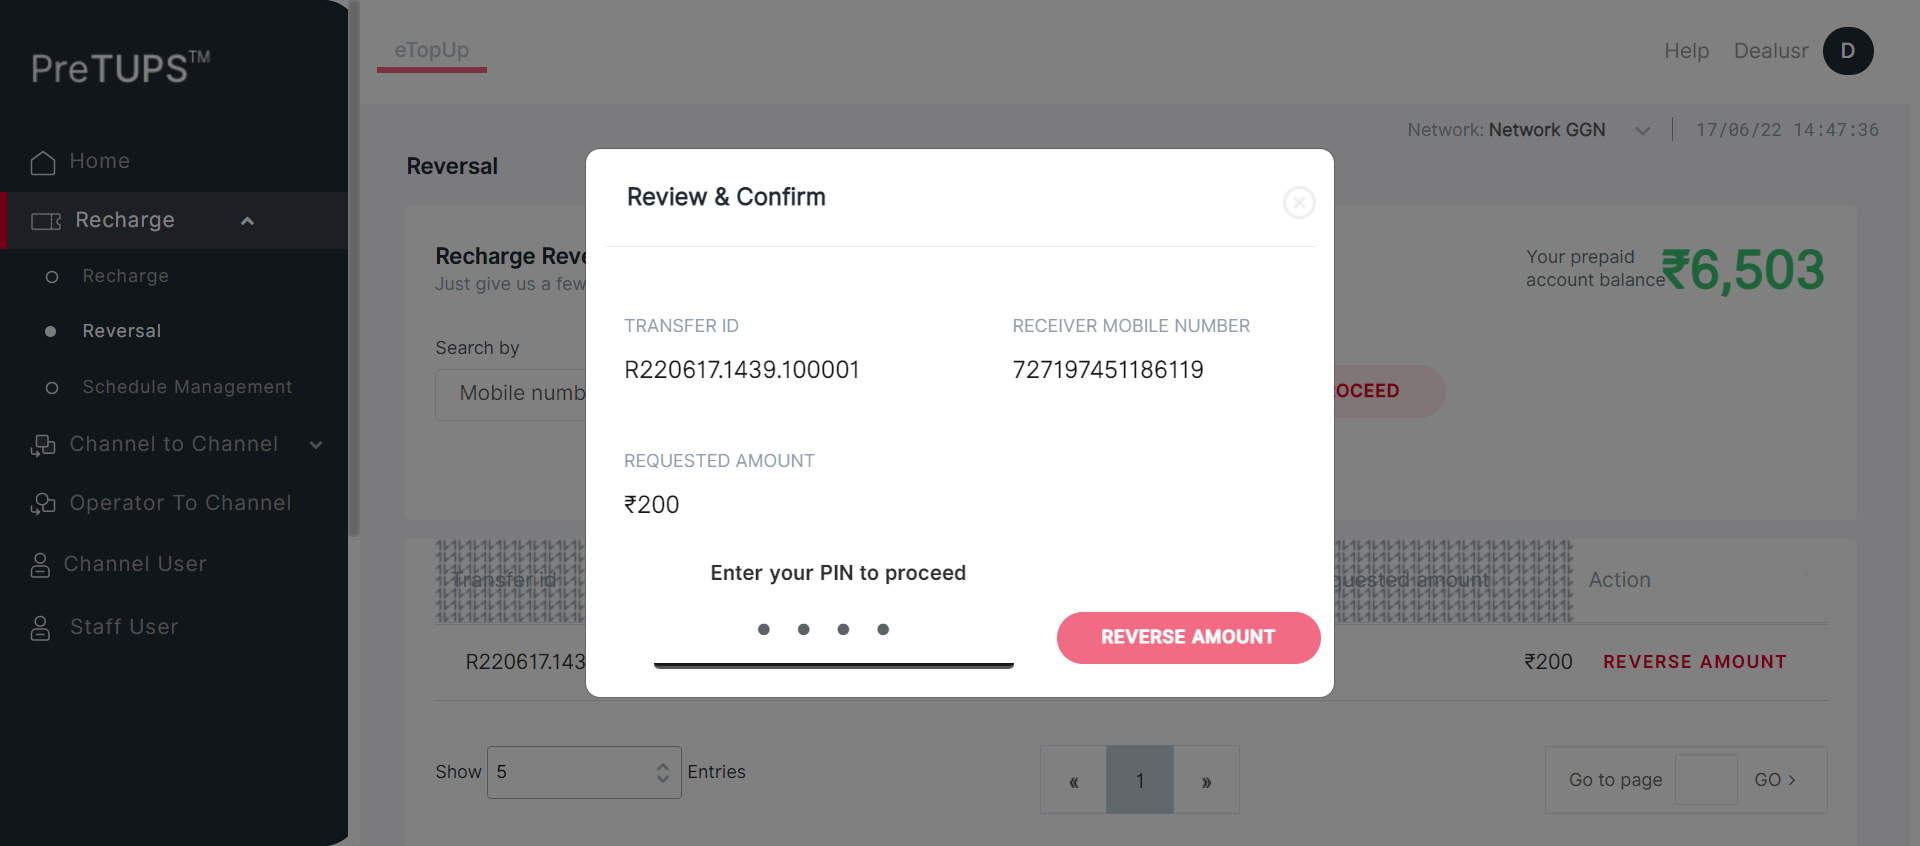 PreTUPS™
eTopUp
Help Dealusr D
Network: Network GGN 17/06/22 14:47:36
Home
Recharge
Recharge
Reversal
Schedule Management
Channel to Channel
Operator To Channel
Channel User
Staff User
Reversal
Recharge Reve
Just give us a few
Your prepaid
account balance
₹6,503
Search by
Mobile numb
OCEED
Review & Confirm
TRANSFER ID RECEIVER MOBILE NUMBER
R220617.1439.100001 727197451186119
REQUESTED AMOUNT
₹200
Enter your PIN to proceed
REVERSE AMOUNT
Transfer id quested amount Action
R220617.143 ₹200 REVERSE AMOUNT
Show 5 Entries
« 1 »
Go to page GO >